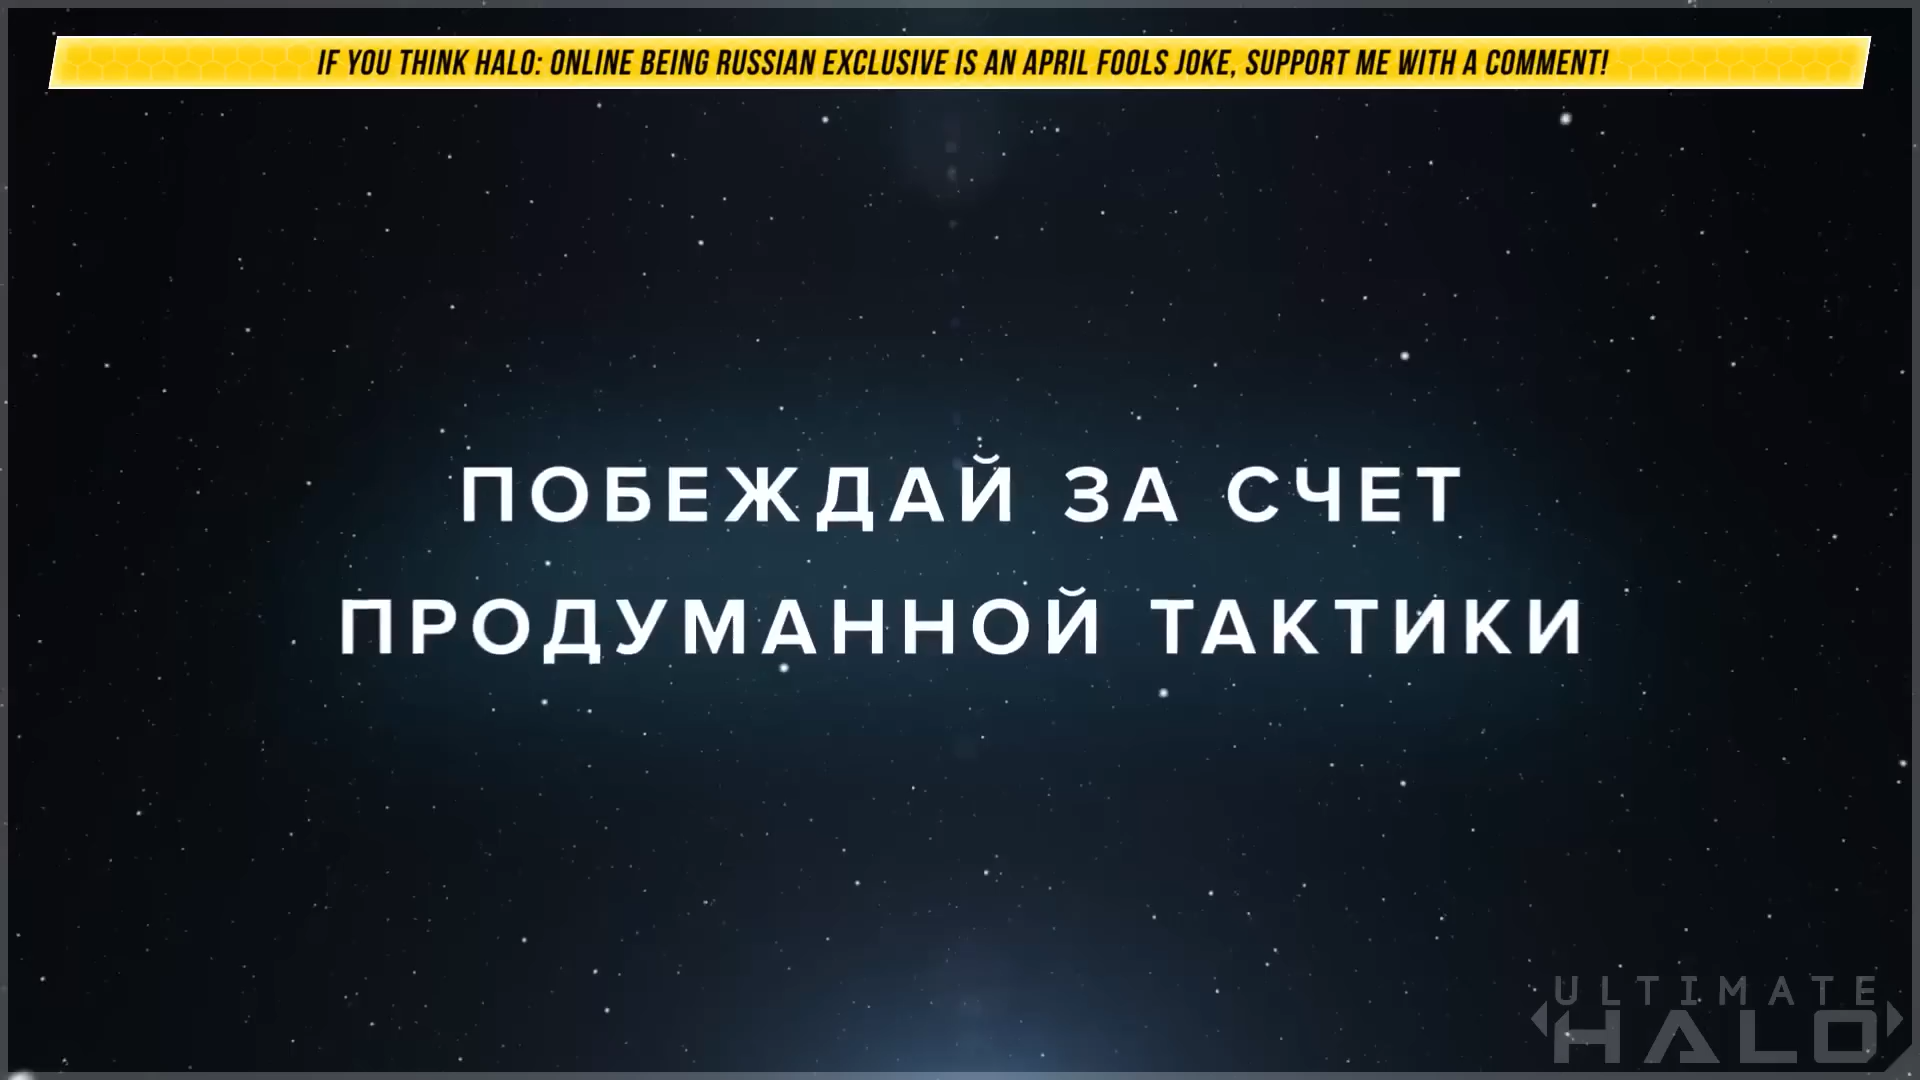 IF YOU THINK HALO: ONLINE BEING RUSSIAN EXCLUSIVE IS AN APRIL FOOLS JOKE, SUPPORT ME WITH A COMMENT!
ПОБЕЖДАЙ ЗА СЧЕТ
ПРОДУМАННОЙ ТАКТИКИ
ULTIMATE
HALO